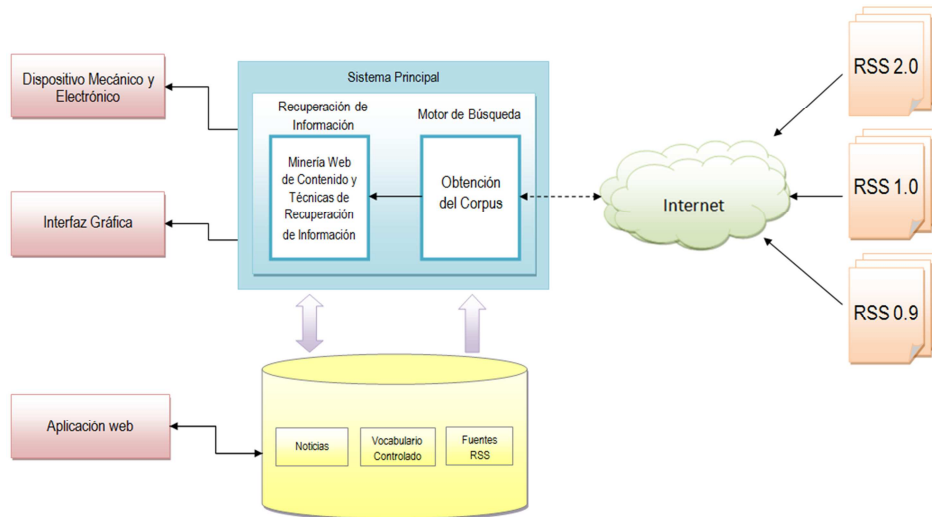 Dispositivo Mecánico y
Electrónico
Interfaz Gráfica
Aplicación web
Sistema Principal
Recuperación de
Información
Minería Web
de Contenido y
Técnicas de
Recuperación
de Información
Motor de Búsqueda
Obtención
del Corpus
Internet
RSS 2.0
RSS 1.0
RSS 0.9
Noticias
Vocabulario
Controlado
Fuentes
RSS